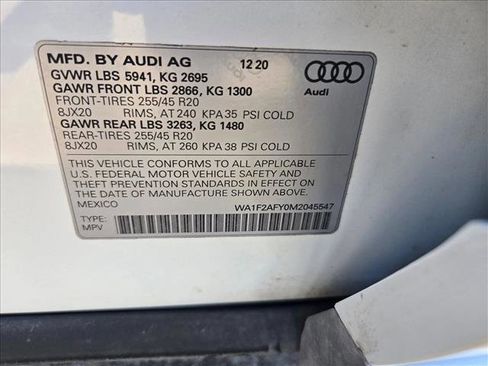 MFD. BY AUDI AG 12 20
GVWR LBS 5941, KG 2695
GAWR FRONT LBS 2866, KG 1300
FRONT-TIRES 255/45 R20
8JX20 RIMS, AT 240 KPA 35 PSI COLD
GAWR REAR LBS 3263, KG 1480
REAR-TIRES 255/45 R20
8JX20 RIMS, AT 260 KPA 38 PSI COLD
Audi
THIS VEHICLE CONFORMS TO ALL APPLICABLE
U.S. FEDERAL MOTOR VEHICLE SAFETY AND
THEFT PREVENTION STANDARDS IN EFFECT ON
THE DATE OF MANUFACTURE SHOWN ABOVE.
MEXICO WA1F2AFY0M2045547
TYPE:
MPV